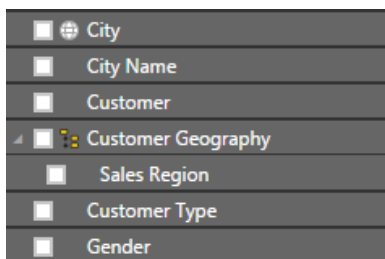 City
City Name
Customer
Customer Geography
Sales Region
Customer Type
Gender